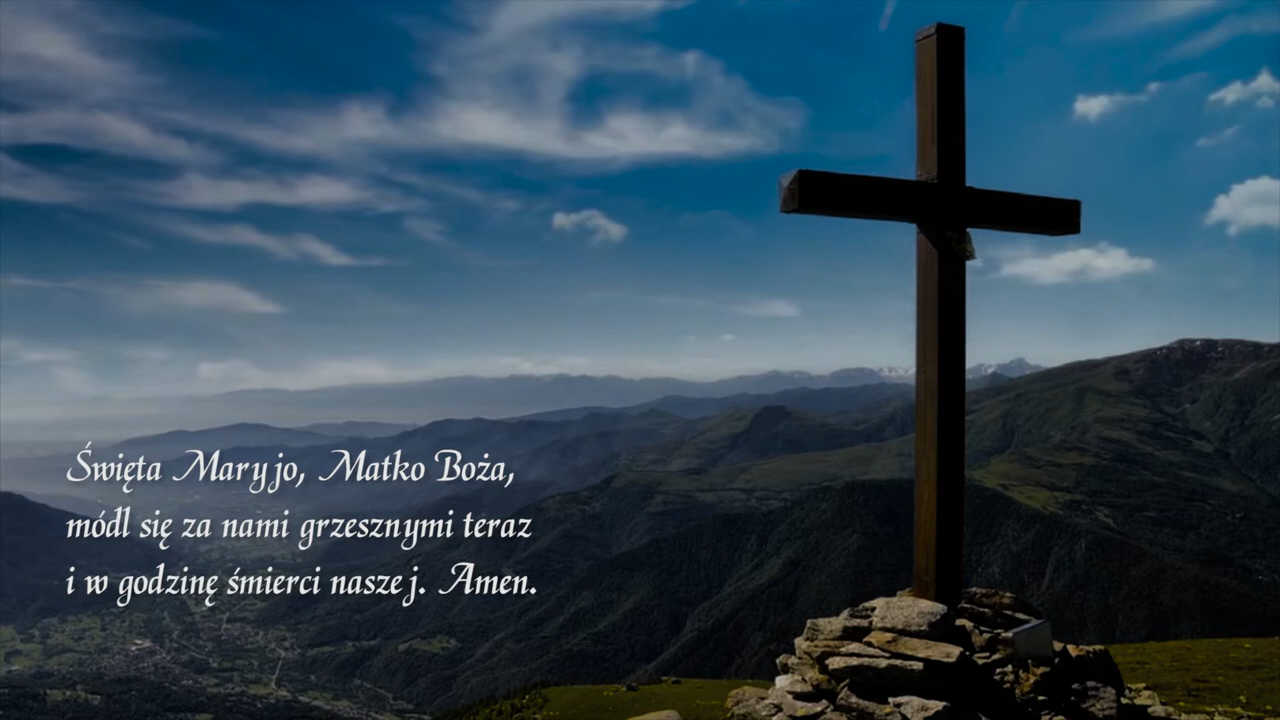 Święta Maryjo, Matko Boża,
módl się za nami grzesznymi teraz
i w godzinę śmierci naszej. Amen.